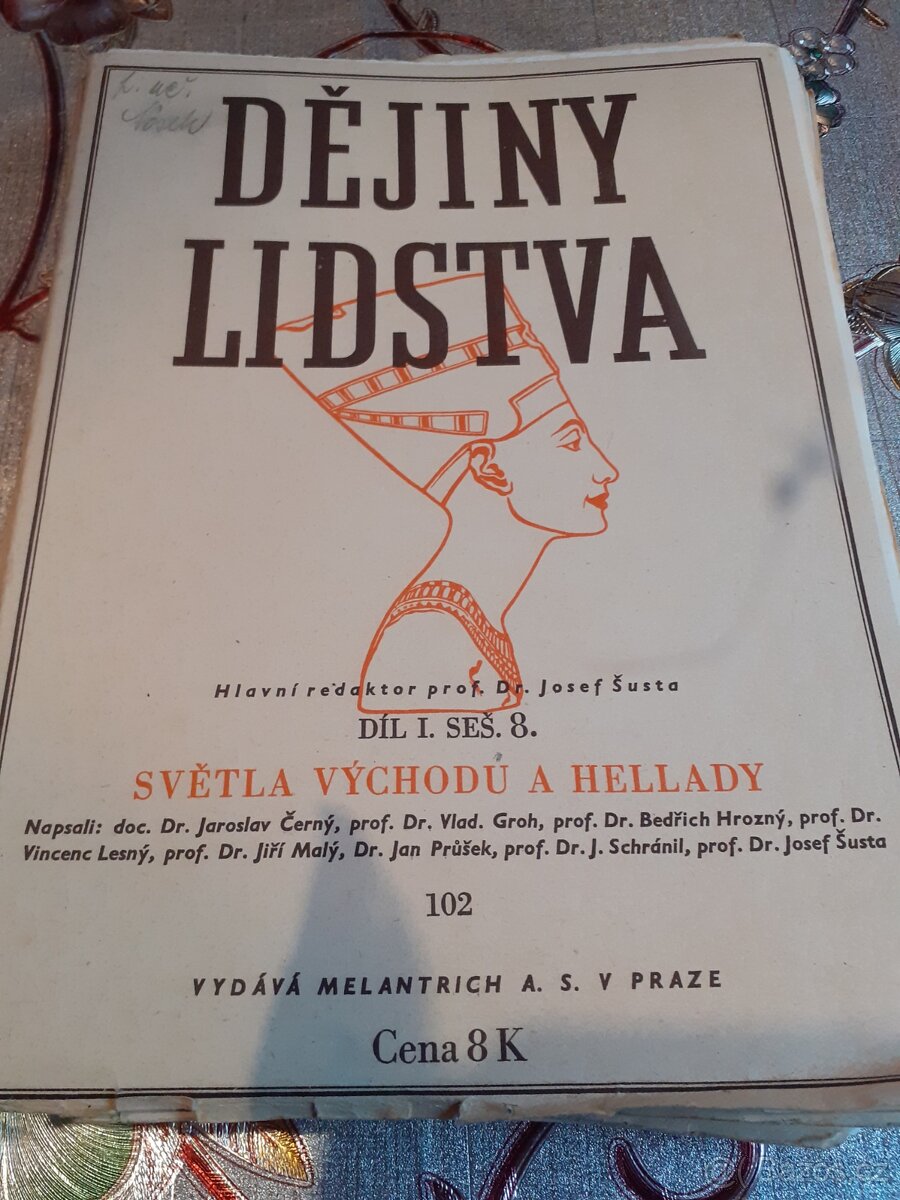 DĚJINY
LIDSTVA
Hlavní redaktor prof. Dr. Josef Šusta
DÍL I. SEŠ. 8.
SVĚTLA VÝCHODU A HELLADY
Napsali: doc. Dr. Jaroslav Černý, prof. Dr. Vlad. Groh, prof. Dr. Bedřich Hrozný, prof. Dr.
Vincenc Lesný, prof. Dr. Jiří Malý, Dr. Jan Průšek, prof. Dr. J. Schránil, prof. Dr. Josef Šusta
102
VYDÁVÁ MELANTRICH A. S. V PRAZE
Cena 8 K